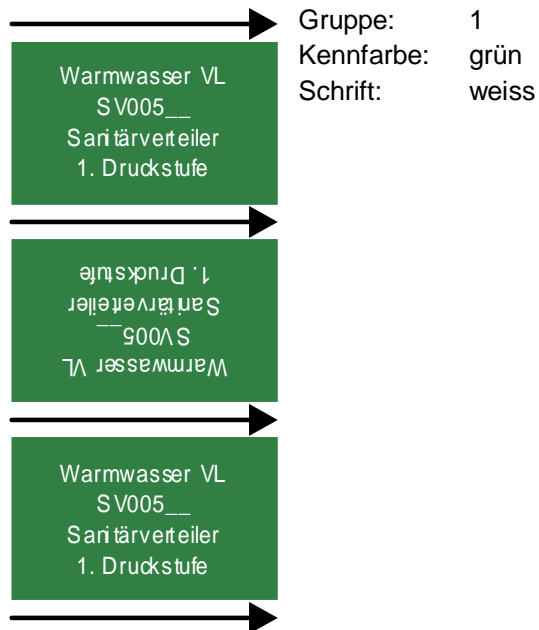 Gruppe: 1
Kennfarbe: grün
Schrift: weiss
Warmwasser VL
SV005__
Sanitärverteiler
1. Druckstufe
Warmwasser VL
SV005__
Sanitärverteiler
1. Druckstufe
Warmwasser VL
SV005__
Sanitärverteiler
1. Druckstufe